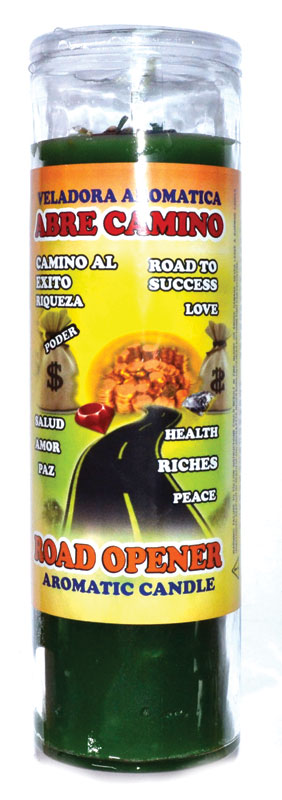 VELADORA AROMATICA
ABRE CAMINO
CAMINO AL
EXITO
RIQUEZA
ROAD TO
SUCCESS
LOVE
PODER
$
$
SALUD
AMOR
PAZ
HEALTH
RICHES
PEACE
ROAD OPENER
AROMATIC CANDLE